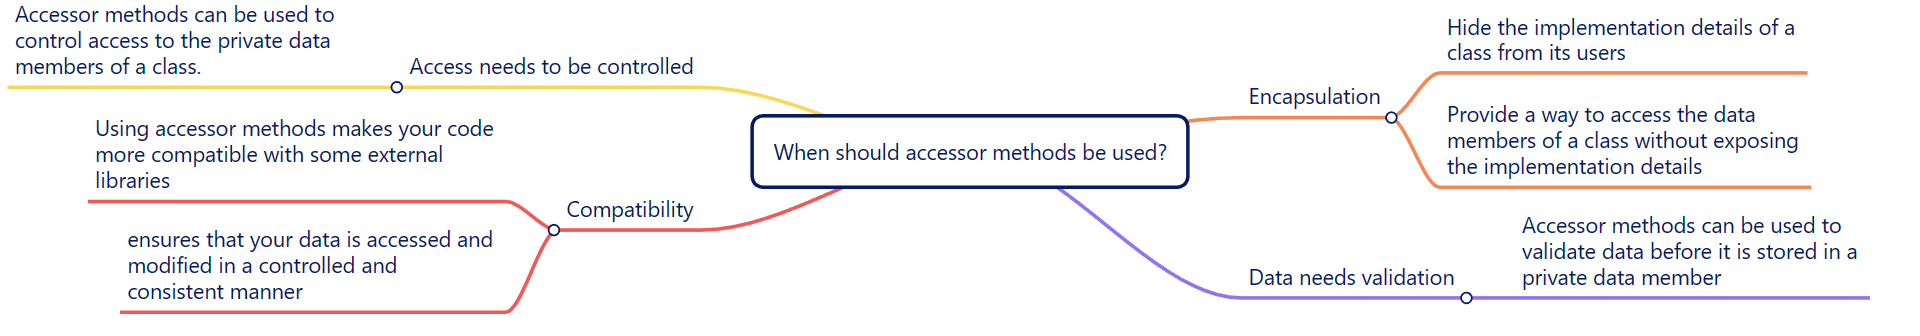 Accessor methods can be used to
control access to the private data
members of a class.
Access needs to be controlled
Using accessor methods makes your code
more compatible with some external
libraries
Compatibility
ensures that your data is accessed and
modified in a controlled and
consistent manner
When should accessor methods be used?
Hide the implementation details of a
class from its users
Encapsulation
Provide a way to access the data
members of a class without exposing
the implementation details
Accessor methods can be used to
validate data before it is stored in a
private data member
Data needs validation